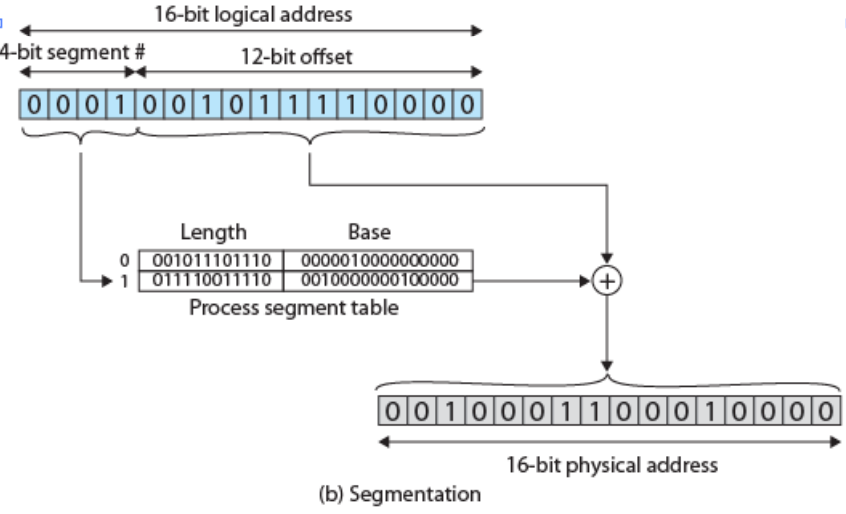 16-bit logical address
4-bit segment #
12-bit offset
0 0 0 1 0 0 1 0 1 1 1 1 0 0 0 0
Length Base
0 001011101110 0000010000000000
1 011110011110 0010000000100000
Process segment table
+
0 0 1 0 0 0 1 1 0 0 0 1 0 0 0 0
16-bit physical address
(b) Segmentation